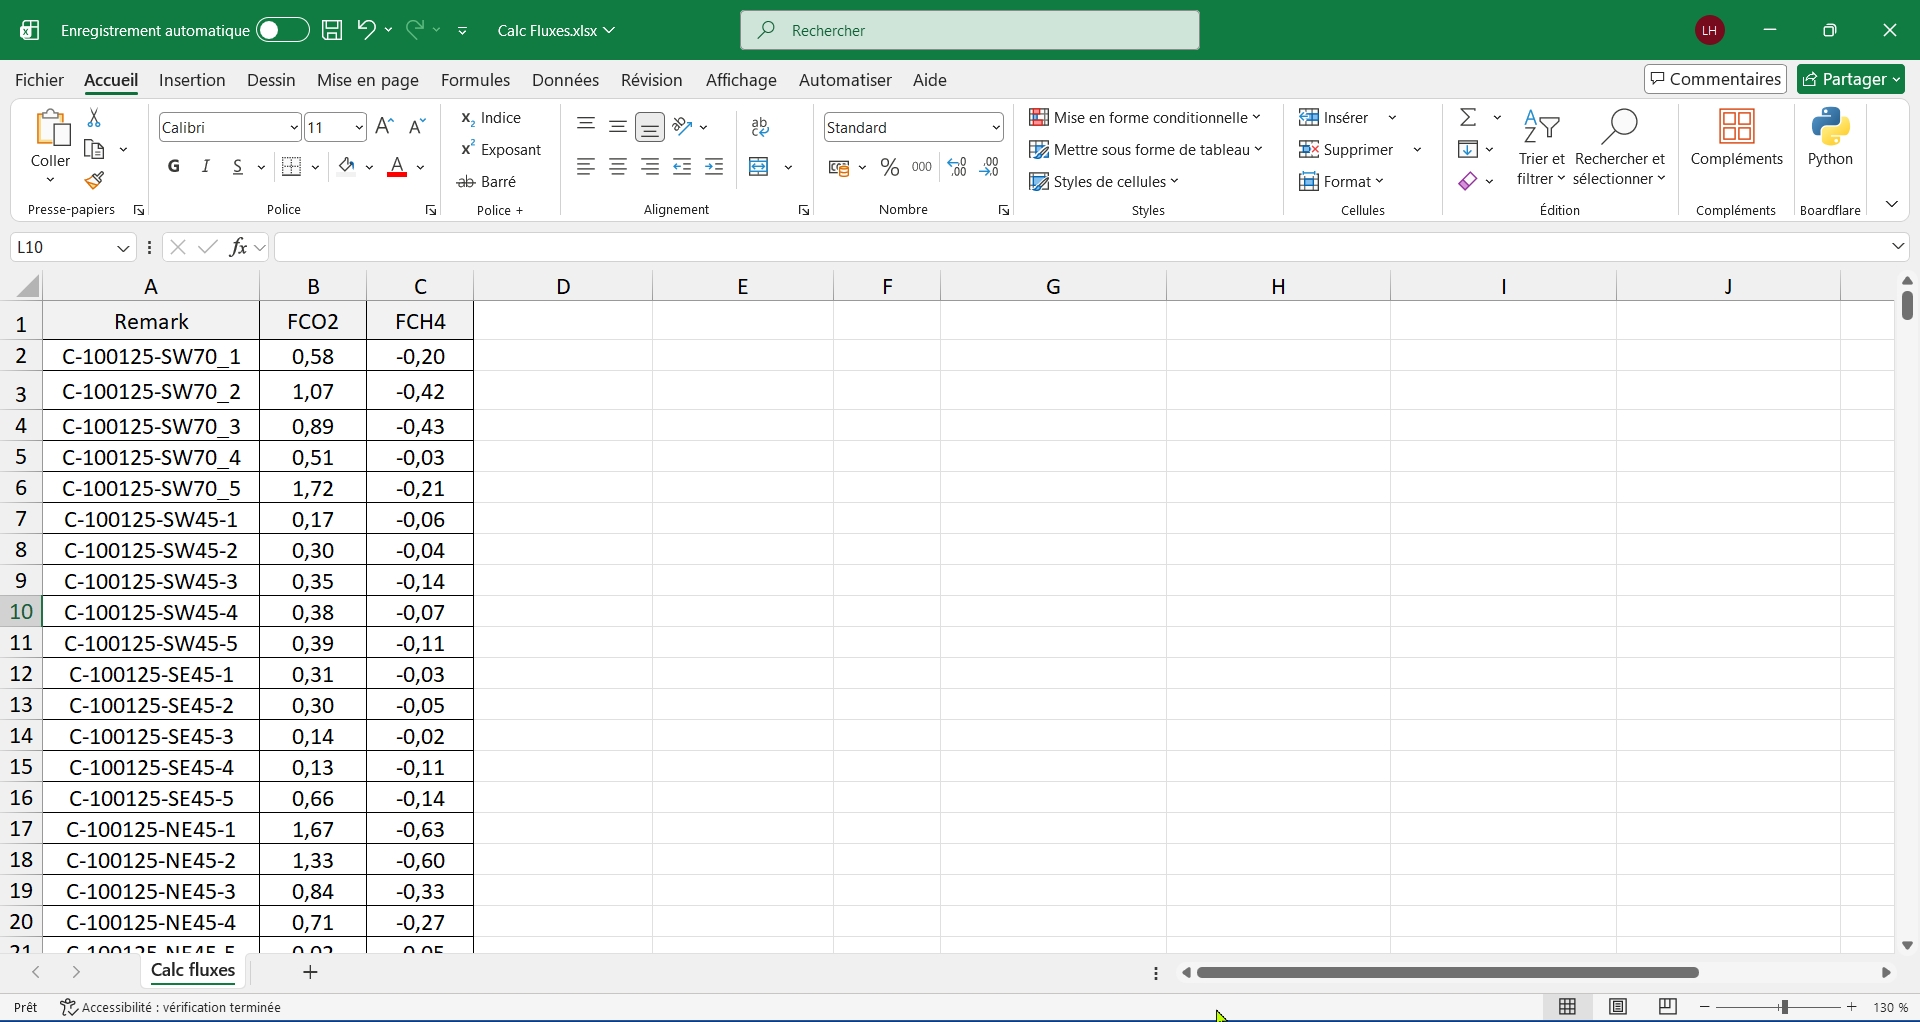 Enregistrement automatique Calc Fluxes.xlsx Rechercher LH
Fichier Accueil Insertion Dessin Mise en page Formules Données Révision Affichage Automatiser Aide Commentaires Partager
Coller
Presse-papiers
Calibri 11
G I S A
Police
Indice
Exposant
Barré
Police +
Alignement
Standard
% 000
Nombre
Mise en forme conditionnelle
Mettre sous forme de tableau
Styles de cellules
Styles
Insérer
Supprimer
Format
Cellules
Trier et filtrer
Rechercher et sélectionner
Édition
Compléments
Compléments
Python
Boardflare
L10 fx
A B C D E F G H I J
1 Remark FCO2 FCH4
2 C-100125-SW70_1 0,58 -0,20
3 C-100125-SW70_2 1,07 -0,42
4 C-100125-SW70_3 0,89 -0,43
5 C-100125-SW70_4 0,51 -0,03
6 C-100125-SW70_5 1,72 -0,21
7 C-100125-SW45-1 0,17 -0,06
8 C-100125-SW45-2 0,30 -0,04
9 C-100125-SW45-3 0,35 -0,14
10 C-100125-SW45-4 0,38 -0,07
11 C-100125-SW45-5 0,39 -0,11
12 C-100125-SE45-1 0,31 -0,03
13 C-100125-SE45-2 0,30 -0,05
14 C-100125-SE45-3 0,14 -0,02
15 C-100125-SE45-4 0,13 -0,11
16 C-100125-SE45-5 0,66 -0,14
17 C-100125-NE45-1 1,67 -0,63
18 C-100125-NE45-2 1,33 -0,60
19 C-100125-NE45-3 0,84 -0,33
20 C-100125-NE45-4 0,71 -0,27
21
Calc fluxes
Prêt Accessibilité : vérification terminée 130 %